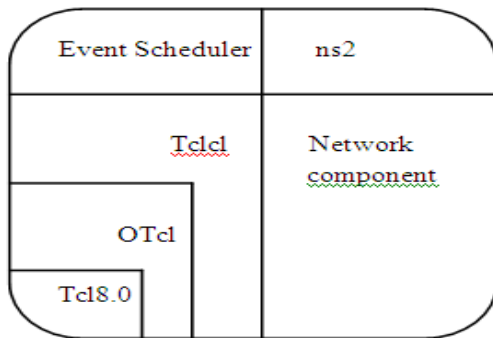 Event Scheduler
ns2
Tclcl
Network
component
OTcl
Tcl8.0